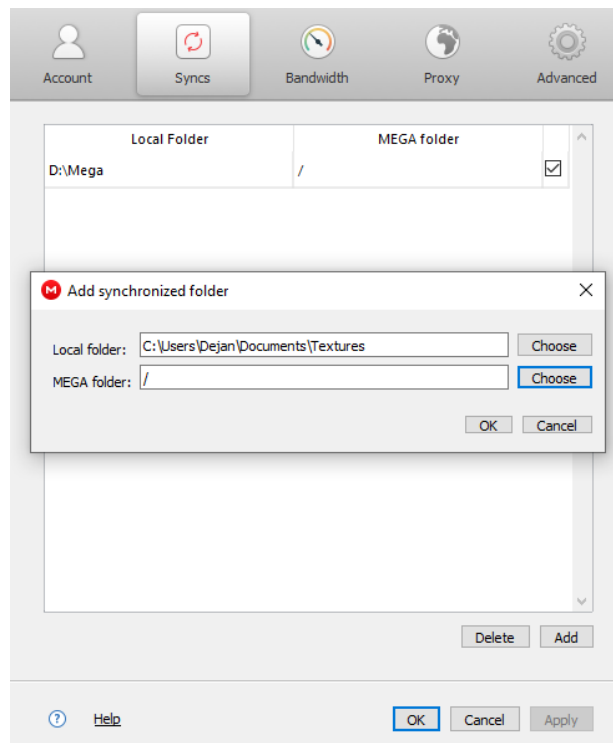 Account Syncs Bandwidth Proxy Advanced
Local Folder MEGA folder
D:\Mega /
Add synchronized folder
Local folder: C:\Users\Dejan\Documents\Textures Choose
MEGA folder: / Choose
OK Cancel
Delete Add
? Help OK Cancel Apply